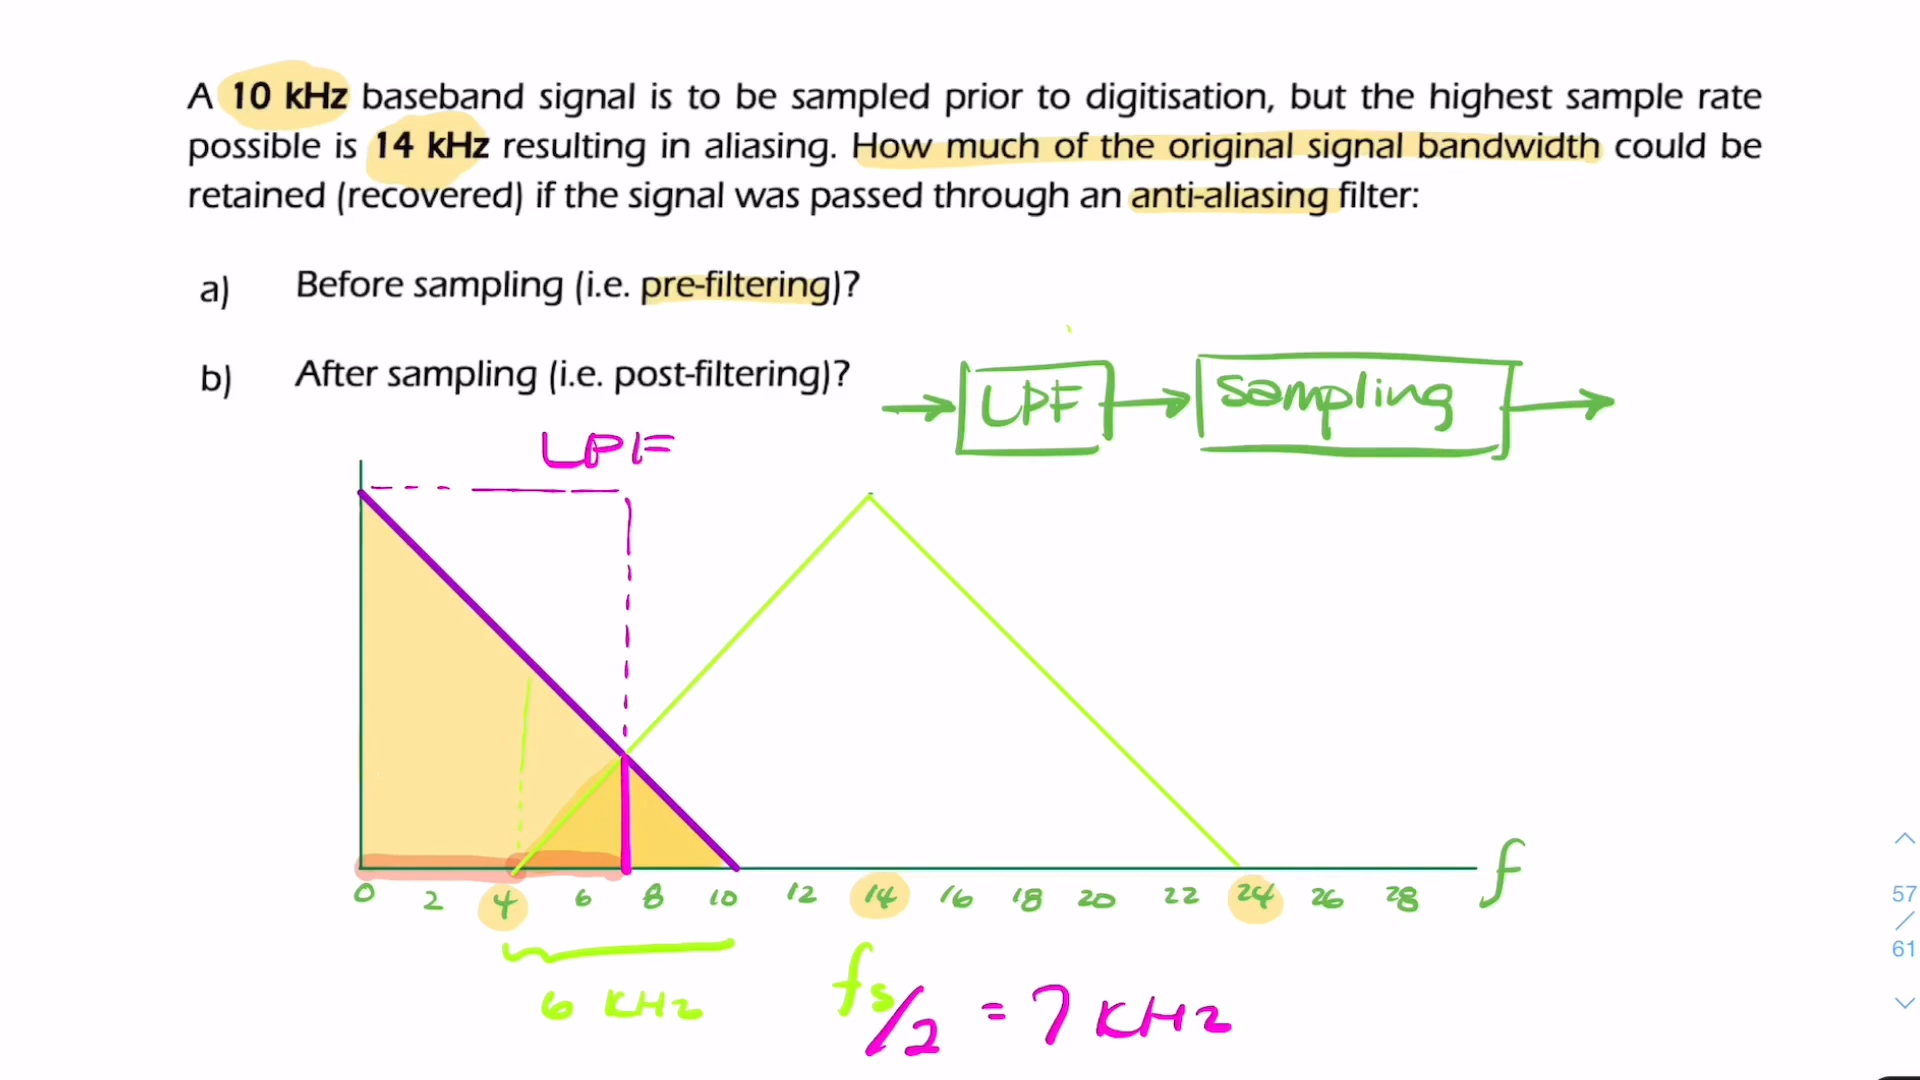 A 10 kHz baseband signal is to be sampled prior to digitisation, but the highest sample rate
possible is 14 kHz resulting in aliasing. How much of the original signal bandwidth could be
retained (recovered) if the signal was passed through an anti-aliasing filter:
a) Before sampling (i.e. pre-filtering)?
b) After sampling (i.e. post-filtering)?
LPF sampling
LPF
0 2 4 6 8 10 12 14 16 18 20 22 24 26 28 f
57
/
61
6 KHz
fs/2 = 7 KHz